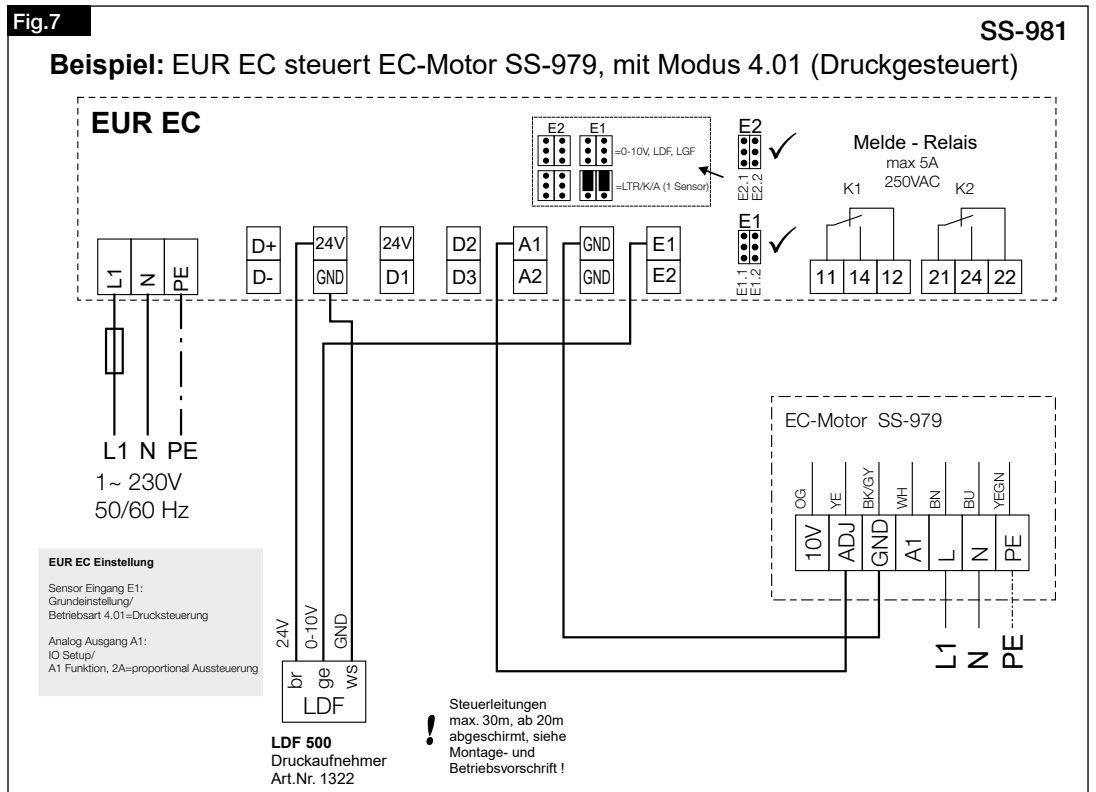 Fig.7
SS-981
Beispiel: EUR EC steuert EC-Motor SS-979, mit Modus 4.01 (Druckgesteuert)
EUR EC
E2 E1
=0-10V, LDF, LGF
=LTR/K/A (1 Sensor)
E2
E2.1
E2.2
E1
E1.1
E1.2
Melde - Relais
max 5A
250VAC
K1 K2
11 14 12 21 24 22
L1 N PE
D+ 24V 24V D2 A1 GND E1
D- GND D1 D3 A2 GND E2
L1 N PE
1~ 230V
50/60 Hz
EC-Motor SS-979
OG YE BK/GY WH BN BU YEGN
10V ADJ GND A1 L N PE
L1 N PE
EUR EC Einstellung
Sensor Eingang E1:
Grundeinstellung/
Betriebsart 4.01=Drucksteuerung
Analog Ausgang A1:
IO Setup/
A1 Funktion, 2A=proportional Aussteuerung
24V 0-10V GND
br ge ws
LDF
LDF 500
Druckaufnehmer
Art.Nr. 1322
!
Steuerleitungen
max. 30m, ab 20m
abgeschirmt, siehe
Montage- und
Betriebsvorschrift !